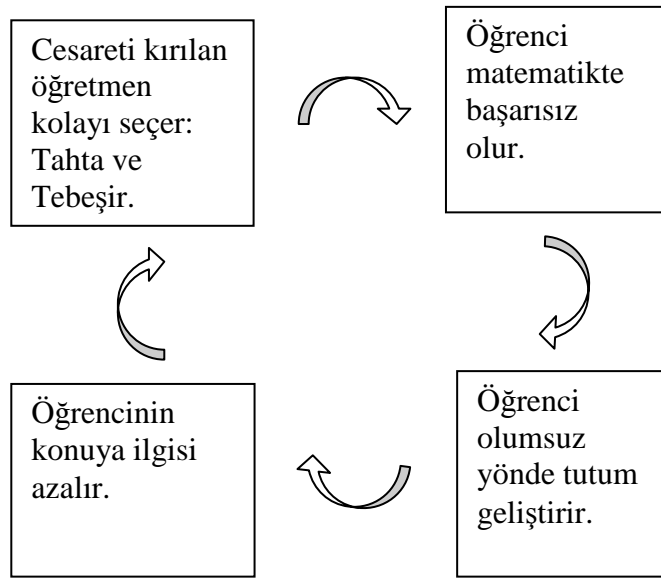 Cesareti kırılan
öğretmen
kolayı seçer:
Tahta ve
Tebeşir.
Öğrenci
matematikte
başarısız
olur.
Öğrenci
olumsuz
yönde tutum
geliştirir.
Öğrencinin
konuya ilgisi
azalır.